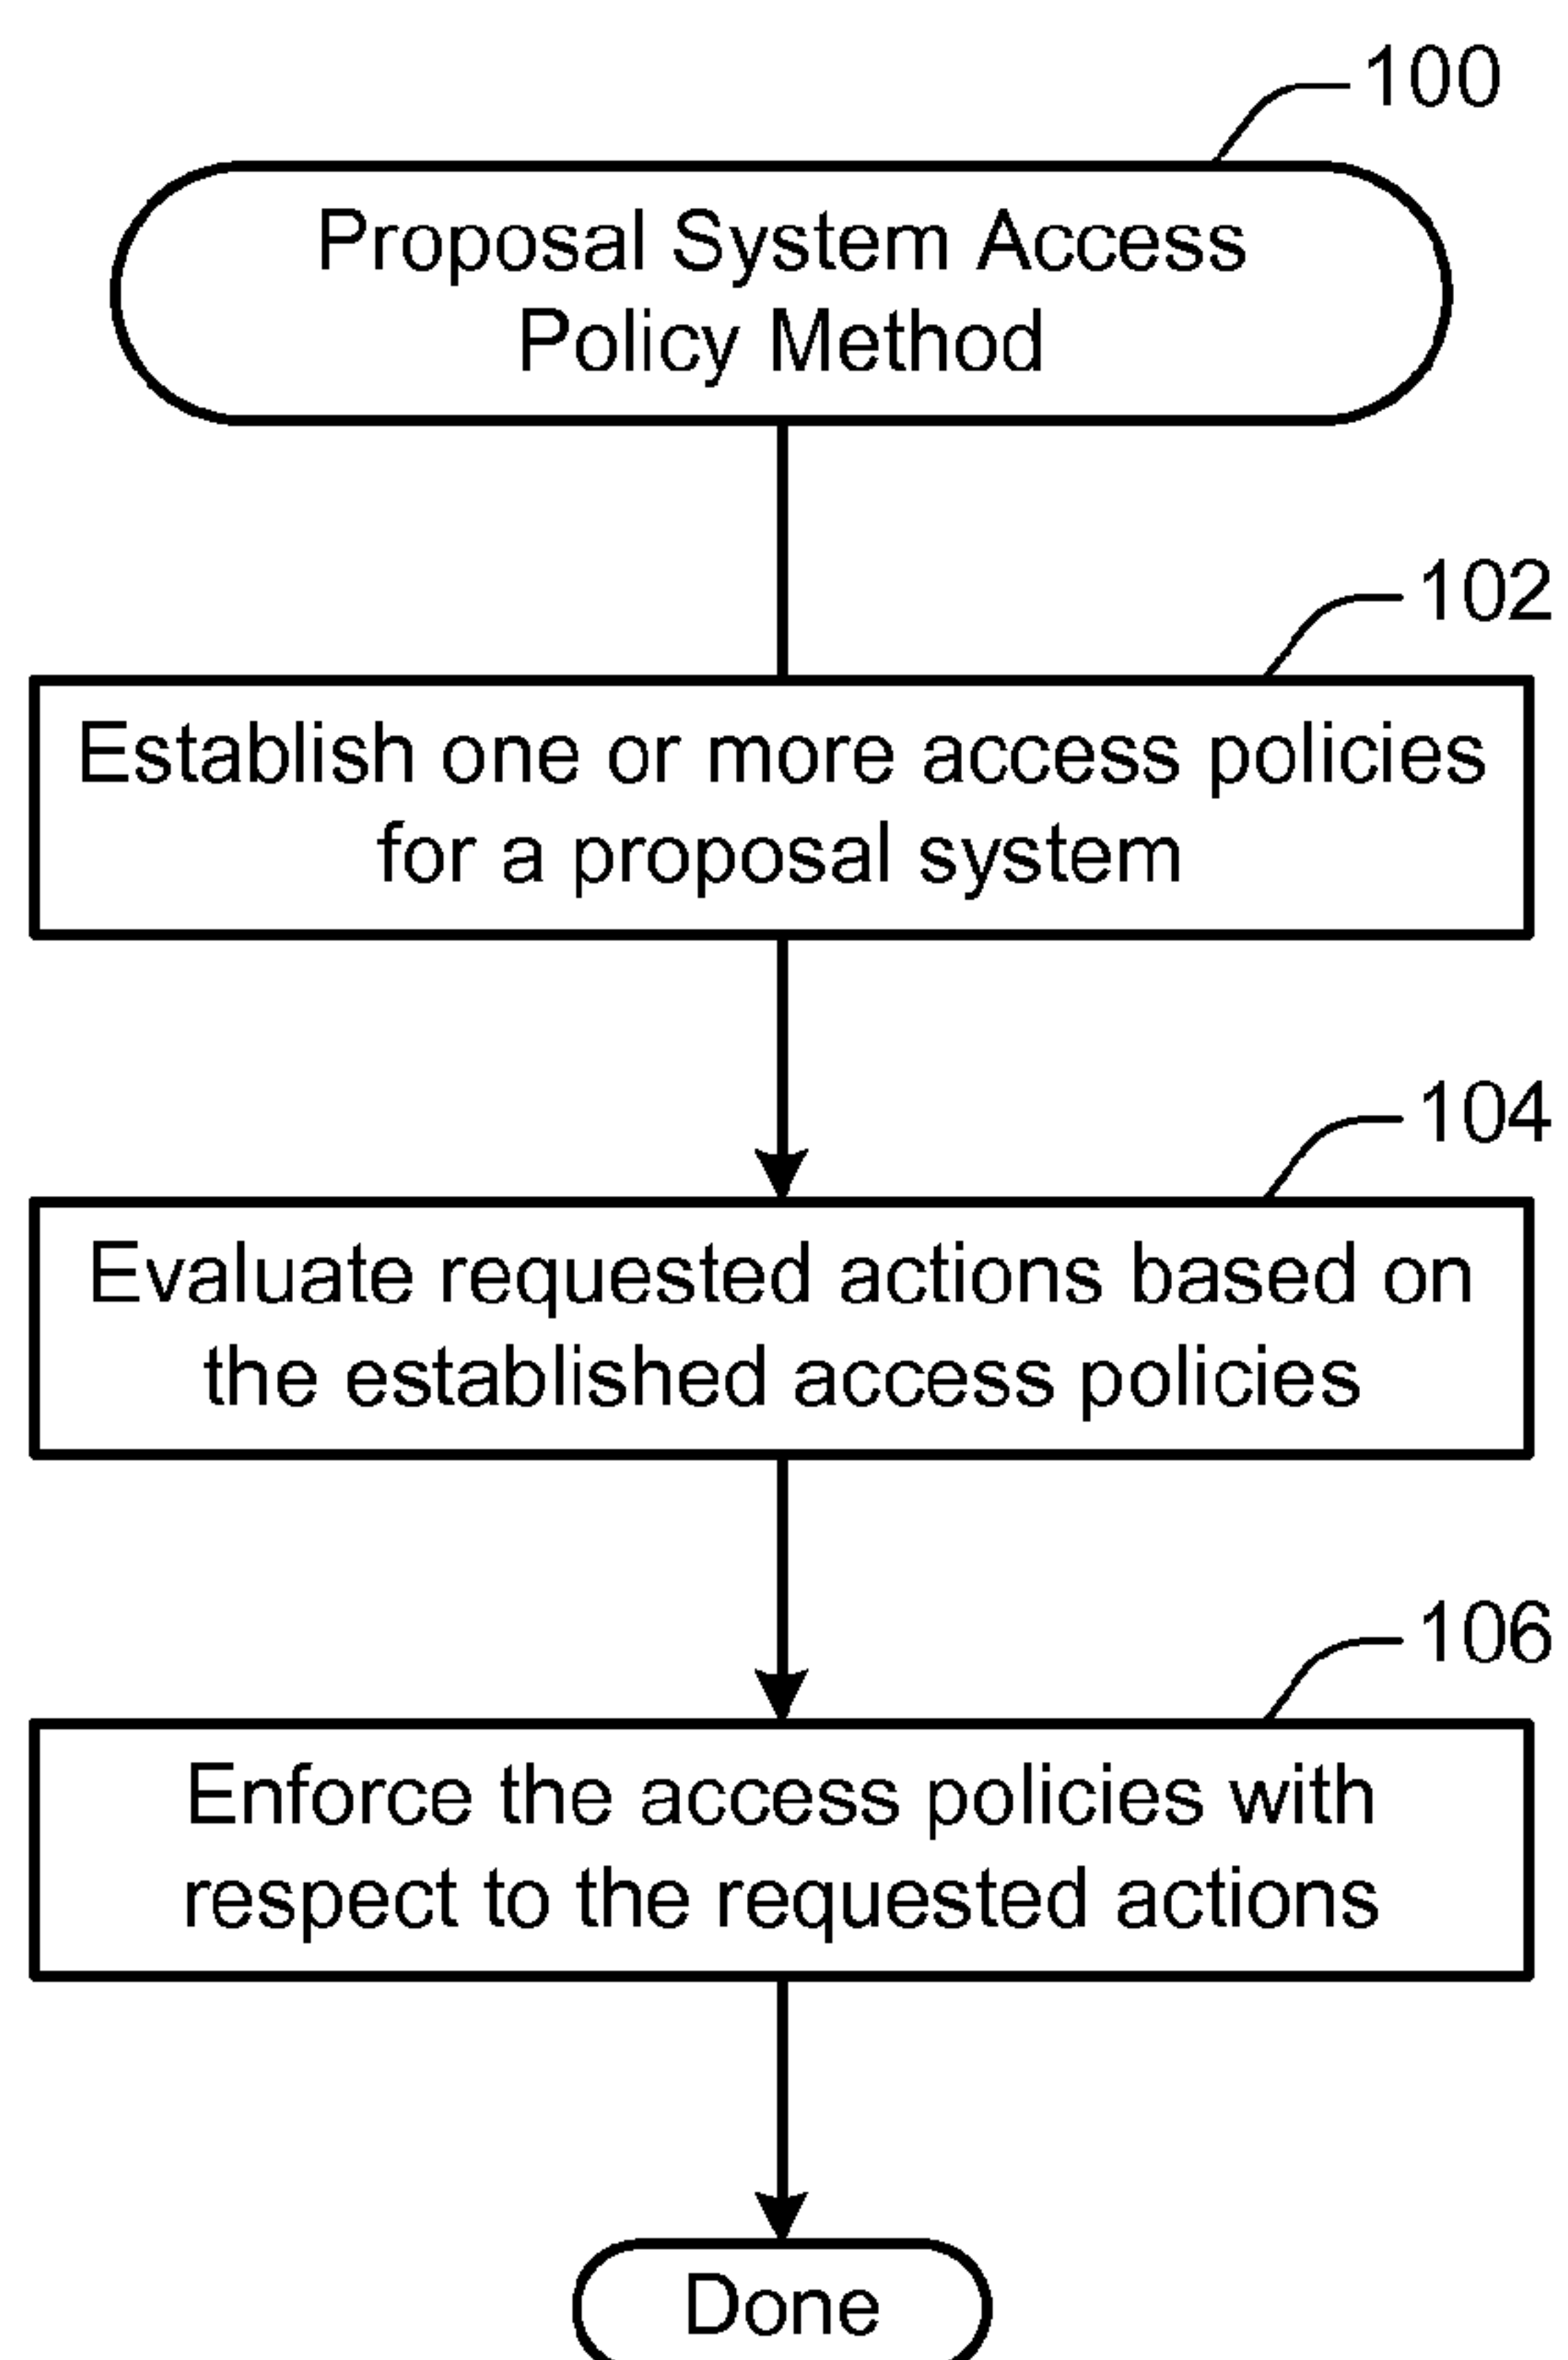 100
Proposal System Access
Policy Method
102
Establish one or more access policies
for a proposal system
104
Evaluate requested actions based on
the established access policies
106
Enforce the access policies with
respect to the requested actions
Done